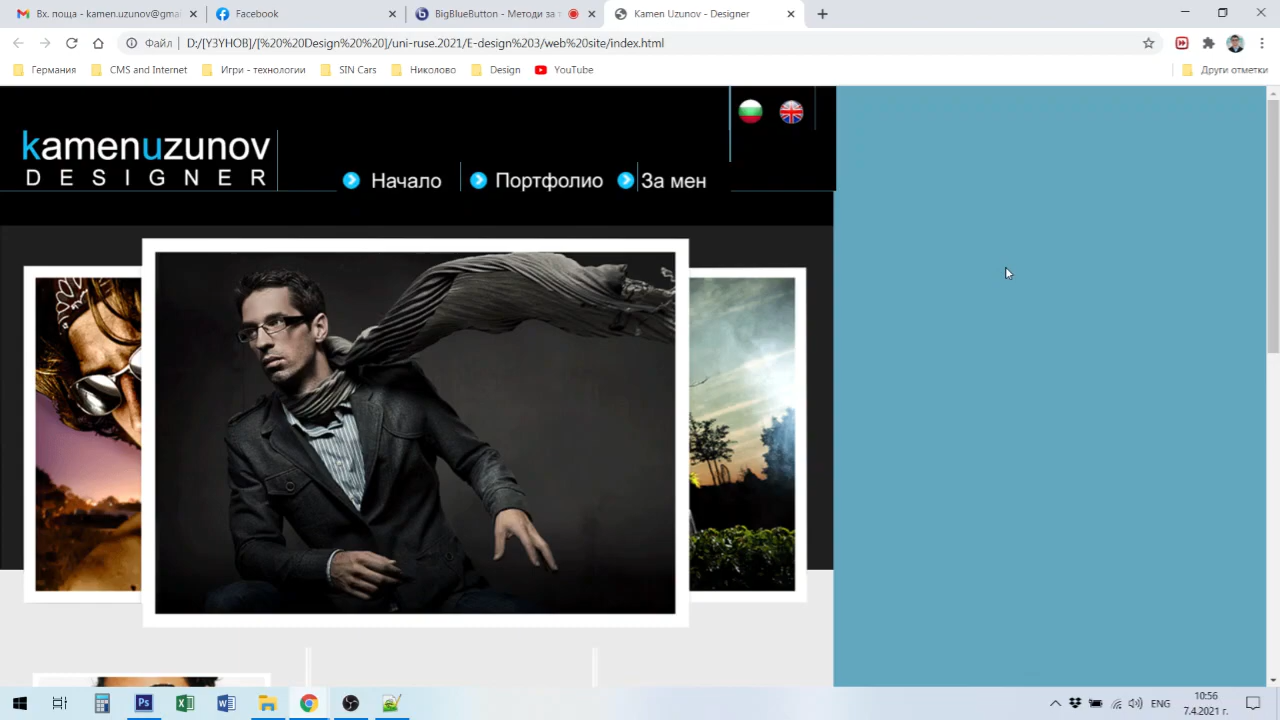 Вх. поща - kamen.uzunov@gmai
Facebook
BigBlueButton - Методи за т
Kamen Uzunov - Designer
Файл
D:/[УЗУНОВ]/[%20%20Design%20%20]/uni-ruse.2021/E-design%203/web%20site/index.html
Германия
CMS and Internet
Игри - технологии
SIN Cars
Николово
Design
YouTube
Други отметки
kamenuzunov
DESIGNER
Начало
Портфолио
За мен
ENG
10:56
7.4.2021 г.